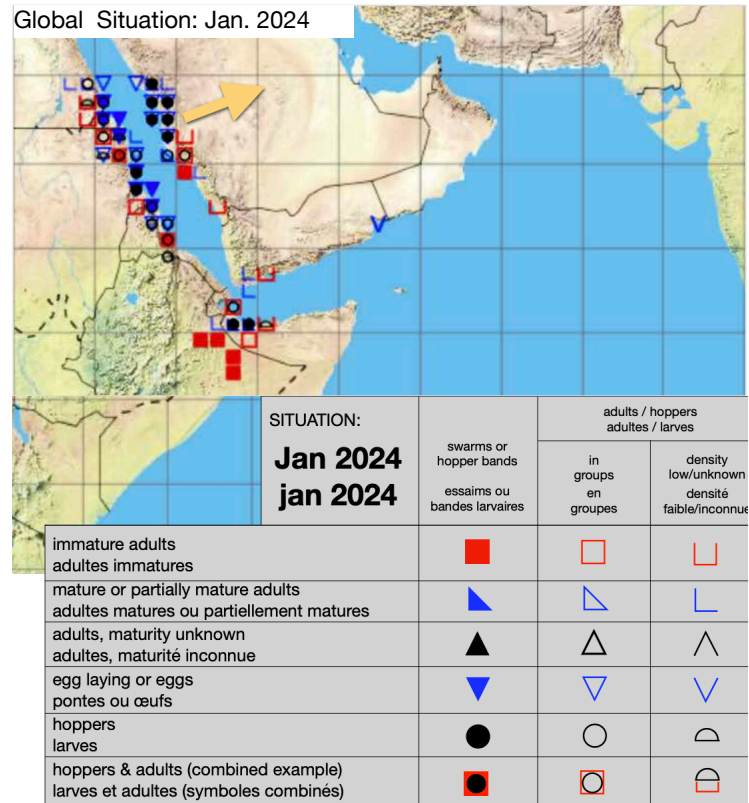 Global Situation: Jan. 2024
SITUATION:
Jan 2024
jan 2024
swarms or
hopper bands
essaims ou
bandes larvaires
adults / hoppers
adultes / larves
in
groups
en
groupes
density
low/unknown
densité
faible/inconnue
immature adults
adultes immatures
mature or partially mature adults
adultes matures ou partiellement matures
adults, maturity unknown
adultes, maturité inconnue
egg laying or eggs
pontes ou œufs
hoppers
larves
hoppers & adults (combined example)
larves et adultes (symboles combinés)